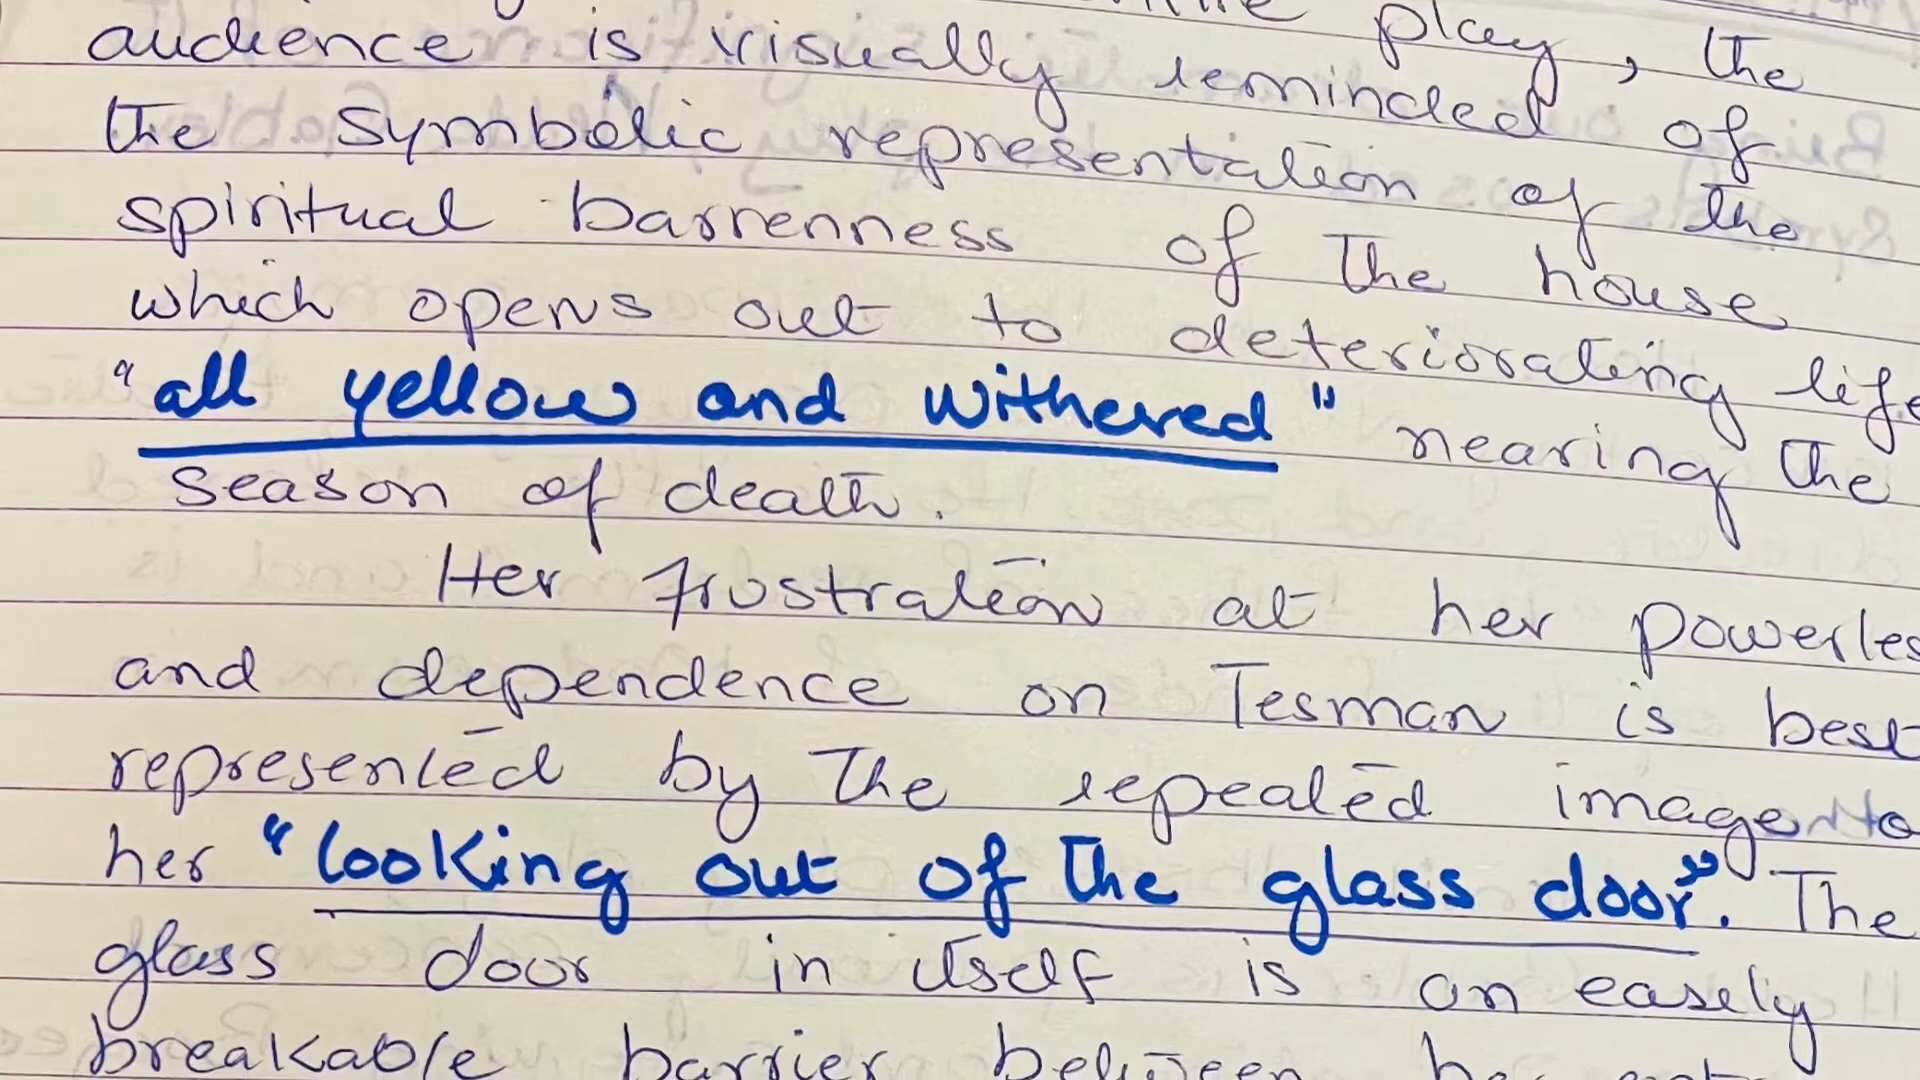 play, the
audience is visually reminded of
the symbolic representation of the
spiritual barrenness of the house
which opens out to deteriorating life
"all yellow and withered" nearing the
season of death.
Her frustration at her powerles
and dependence on Tesman is best
represented by the repeated image
her "looking out of the glass door". The
glass door in itself is an easily
breakable barrier between